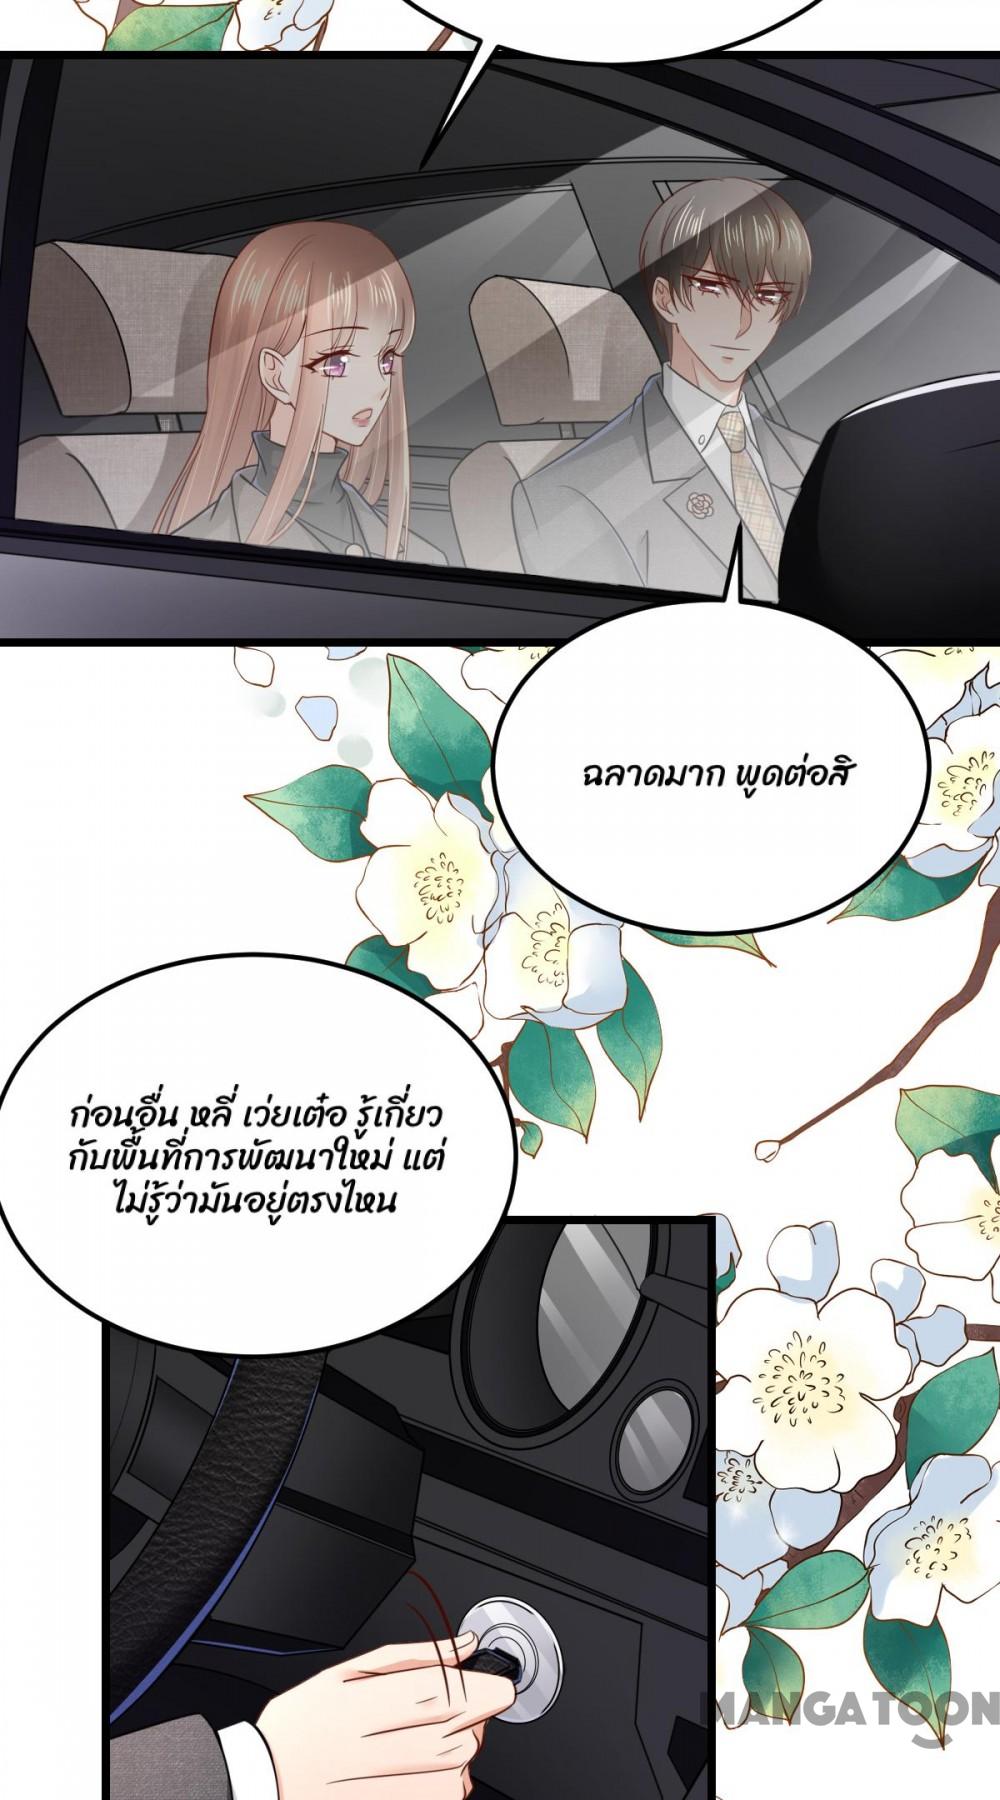 ฉลาดมาก พูดต่อสิ
ก่อนอื่น หลี่ เว่ยเต๋อ รู้เกี่ยว
กับพื้นที่การพัฒนาใหม่ แต่
ไม่รู้ว่ามันอยู่ตรงไหน
MANGATOON